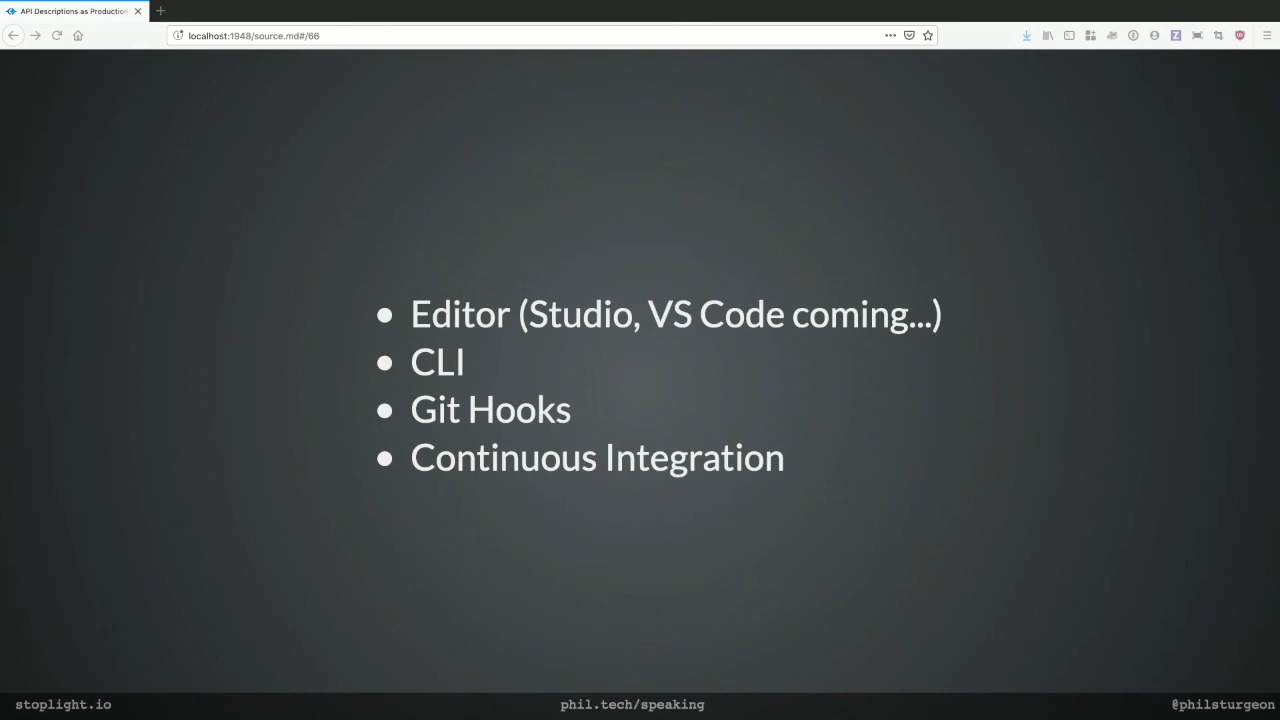 API Descriptions as Production
localhost:1948/source.md#/66
Editor (Studio, VS Code coming...)
CLI
Git Hooks
Continuous Integration
stoplight.io
phil.tech/speaking
@philsturgeon